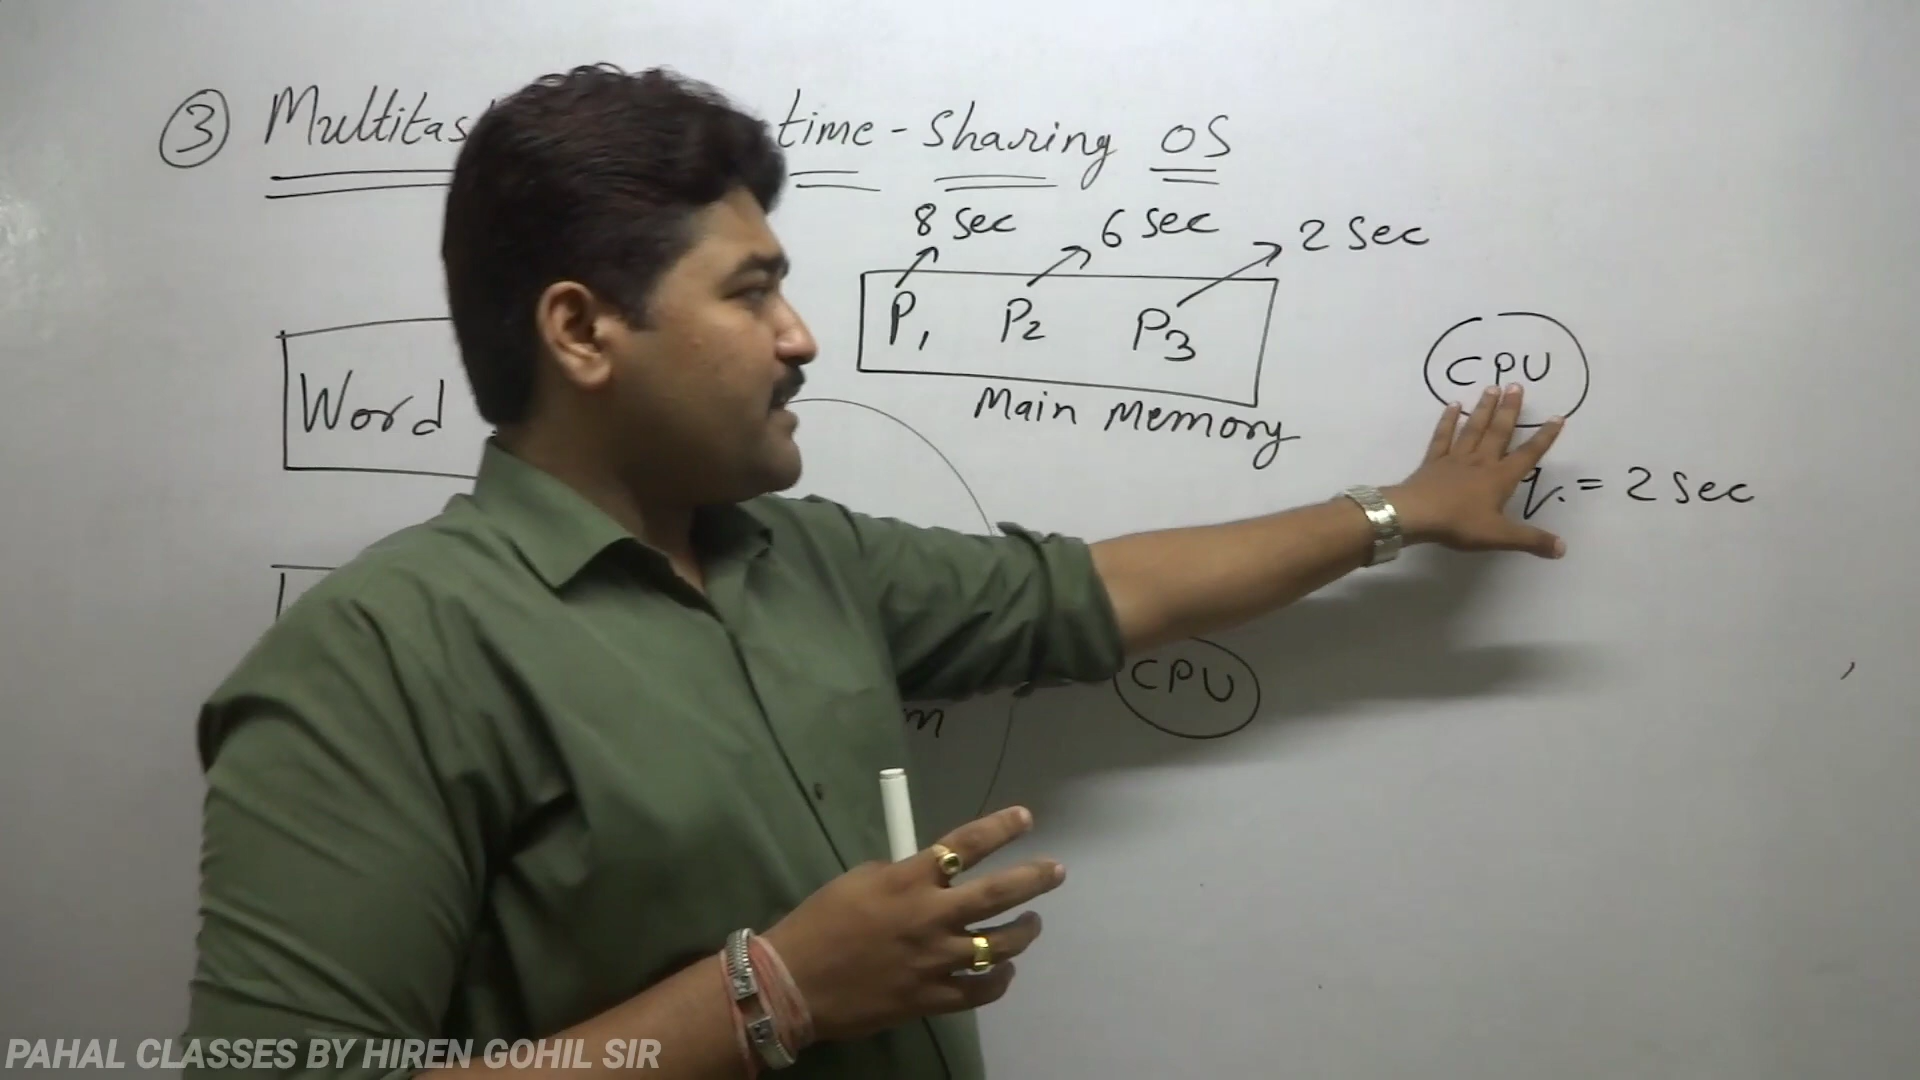 ③ time-sharing OS
8 sec 6 sec 2 sec
P1 P2 P3
Main Memory
CPU
Word
q. = 2 sec
CPU
PAHAL CLASSES BY HIREN GOHIL SIR